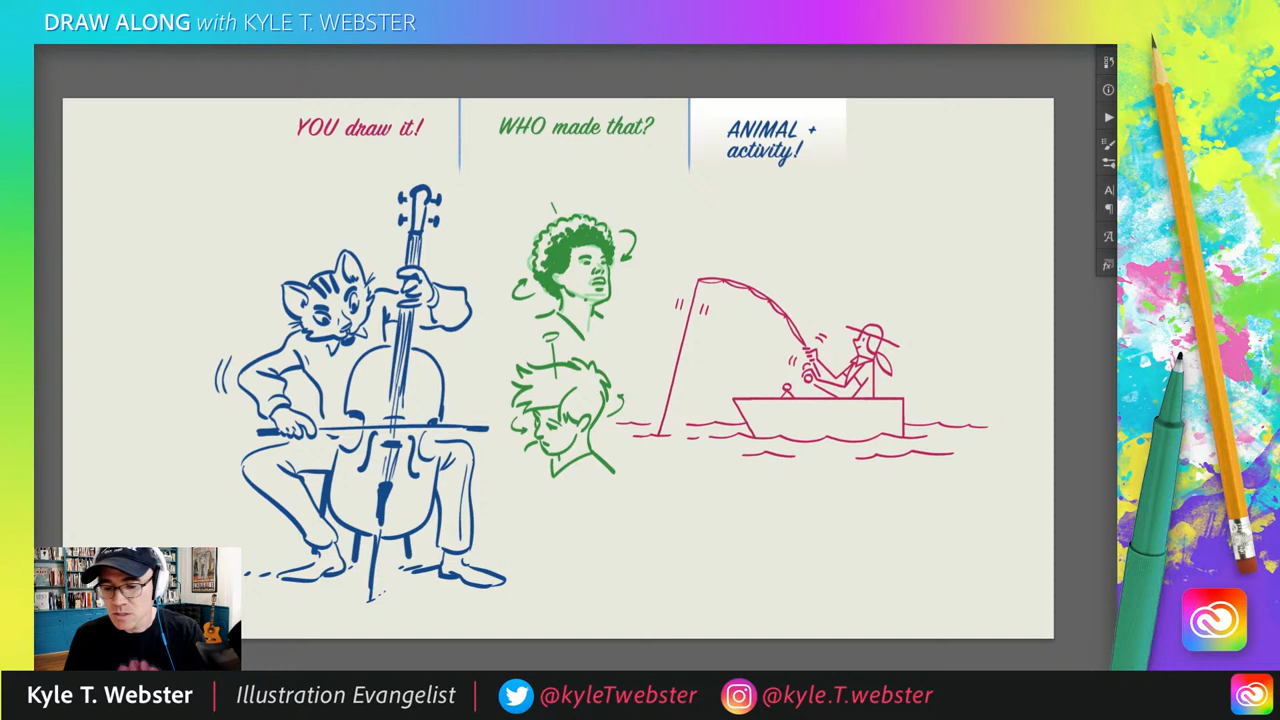 DRAW ALONG with KYLE T. WEBSTER
YOU draw it!
WHO made that?
ANIMAL +
activity!
Kyle T. Webster | Illustration Evangelist | @kyleTwebster @kyle.T.webster